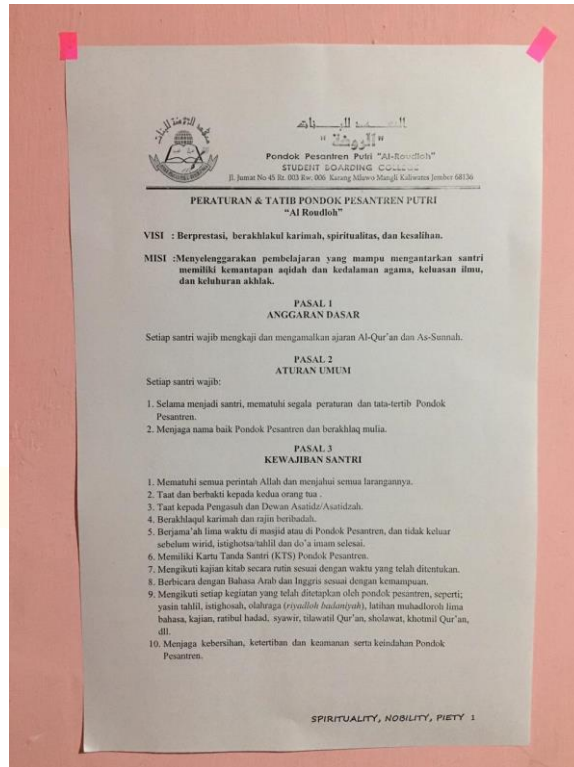 "الروضة"
Pondok Pesantren Putri "Al-Roudloh"
STUDENT BOARDING COLLEGE
Jl. Jumat No 45 Rt. 003 Rw. 006 Karang Mluwo Mangli Kaliwates Jember 68136
PERATURAN & TATIB PONDOK PESANTREN PUTRI
"Al Roudloh"
VISI : Berprestasi, berakhlakul karimah, spiritualitas, dan kesalihan.
MISI :Menyelenggarakan pembelajaran yang mampu mengantarkan santri
memiliki kemantapan aqidah dan kedalaman agama, keluasan ilmu,
dan keluhuran akhlak.
PASAL 1
ANGGARAN DASAR
Setiap santri wajib mengkaji dan mengamalkan ajaran Al-Qur'an dan As-Sunnah.
PASAL 2
ATURAN UMUM
Setiap santri wajib:
1. Selama menjadi santri, mematuhi segala peraturan dan tata-tertib Pondok
Pesantren.
2. Menjaga nama baik Pondok Pesantren dan berakhlaq mulia.
PASAL 3
KEWAJIBAN SANTRI
1. Mematuhi semua perintah Allah dan menjahui semua larangannya.
2. Taat dan berbakti kepada kedua orang tua .
3. Taat kepada Pengasuh dan Dewan Asatidz/Asatidzah.
4. Berakhlaqul karimah dan rajin beribadah.
5. Berjama'ah lima waktu di masjid atau di Pondok Pesantren, dan tidak keluar
sebelum wirid, istighotsa/tahlil dan do'a imam selesai.
6. Memiliki Kartu Tanda Santri (KTS) Pondok Pesantren.
7. Mengikuti kajian kitab secara rutin sesuai dengan waktu yang telah ditentukan.
8. Berbicara dengan Bahasa Arab dan Inggris sesuai dengan kemampuan.
9. Mengikuti setiap kegiatan yang telah ditetapkan oleh pondok pesantren, seperti;
yasin tahlil, istighosah, olahraga (riyadloh badaniyah), latihan muhadloroh lima
bahasa, kajian, ratibul hadad, syawir, tilawatil Qur'an, sholawat, khotmil Qur'an,
dll.
10. Menjaga kebersihan, ketertiban dan keamanan serta keindahan Pondok
Pesantren.
SPIRITUALITY, NOBILITY, PIETY 1